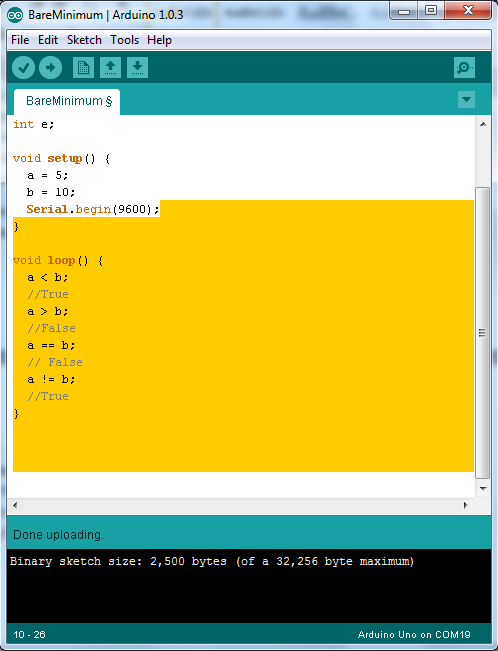 BareMinimum | Arduino 1.0.3
File Edit Sketch Tools Help
BareMinimum §
int e;
void setup() {
  a = 5;
  b = 10;
  Serial.begin(9600);
}
void loop() {
  a < b;
  //True
  a > b;
  //False
  a == b;
  // False
  a != b;
  //True
}
Done uploading.
Binary sketch size: 2,500 bytes (of a 32,256 byte maximum)
10 - 26 Arduino Uno on COM19